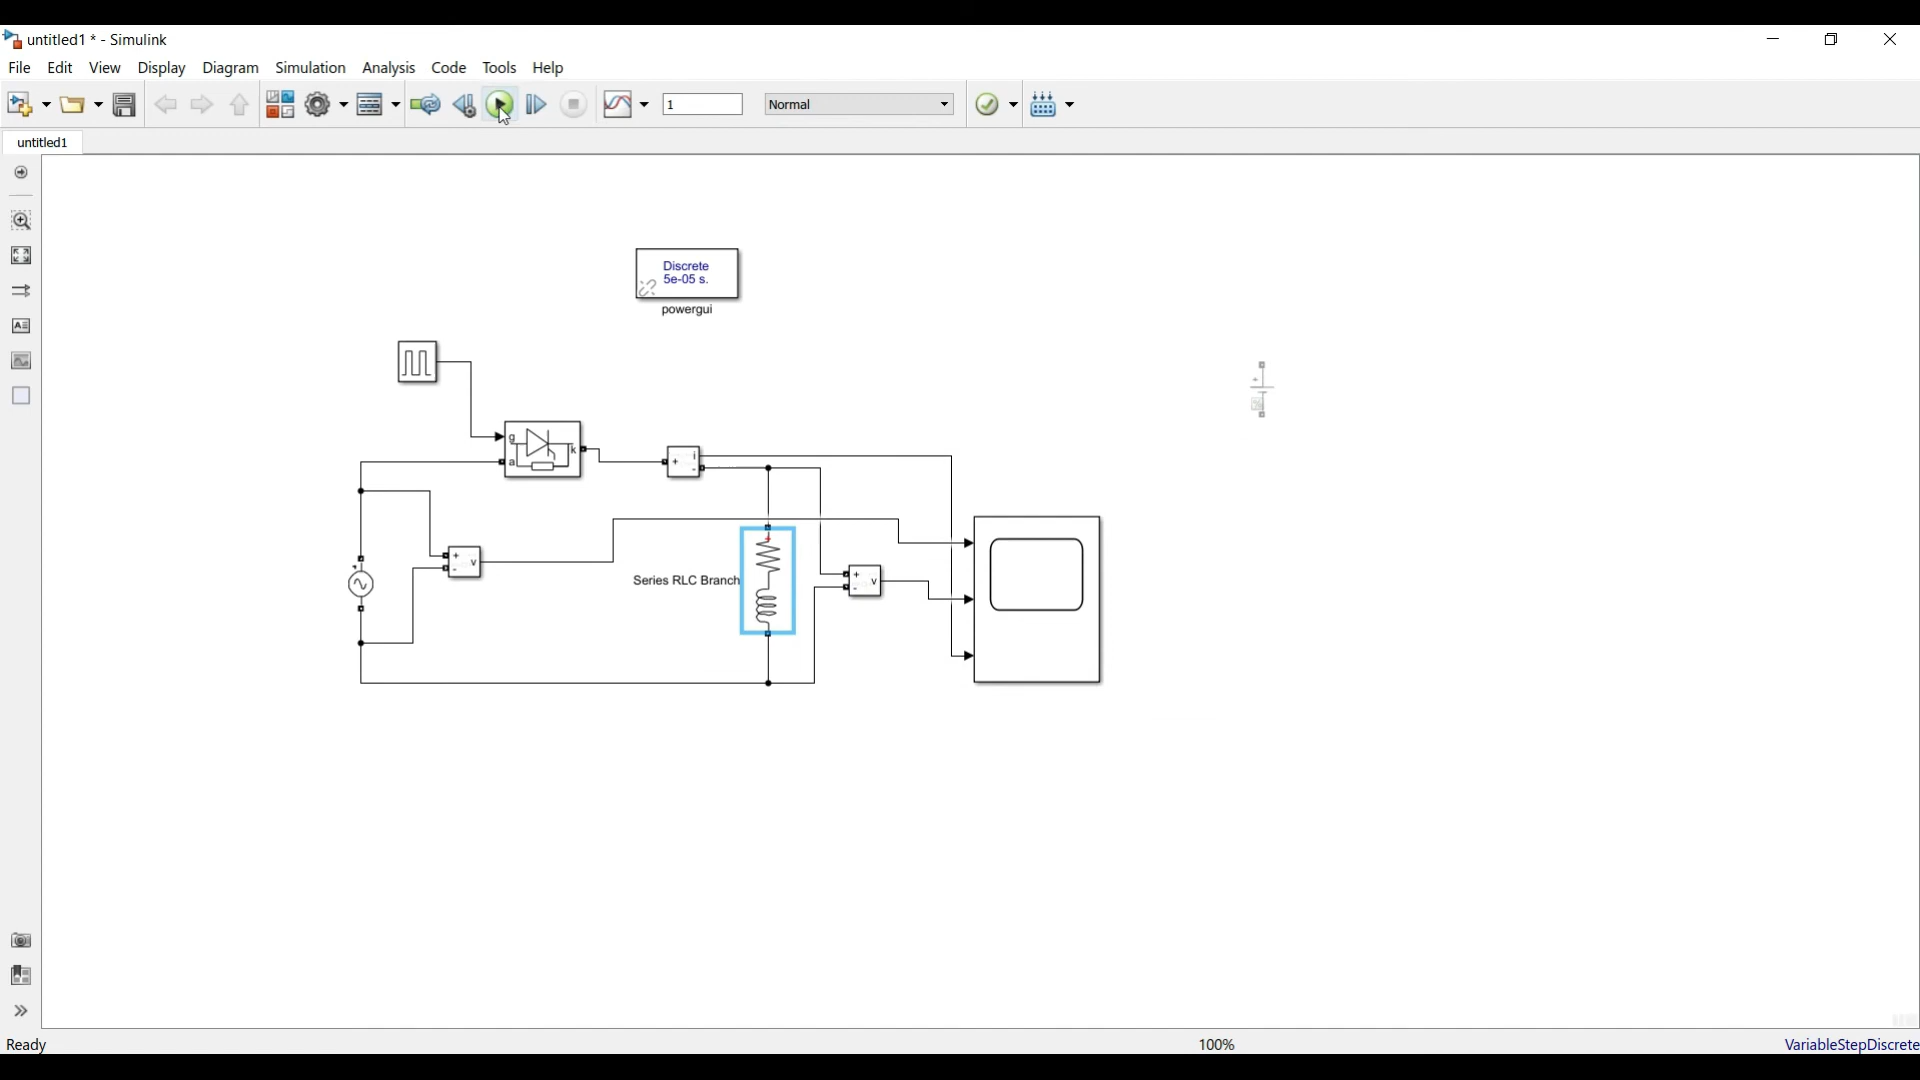 untitled1 * - Simulink
File Edit View Display Diagram Simulation Analysis Code Tools Help
1 Normal
untitled1
Discrete
5e-05 s.
powergui
g
a
k
+ i
-
+
- v
Series RLC Branch
+
+
- v
+
Ready 100% VariableStepDiscrete